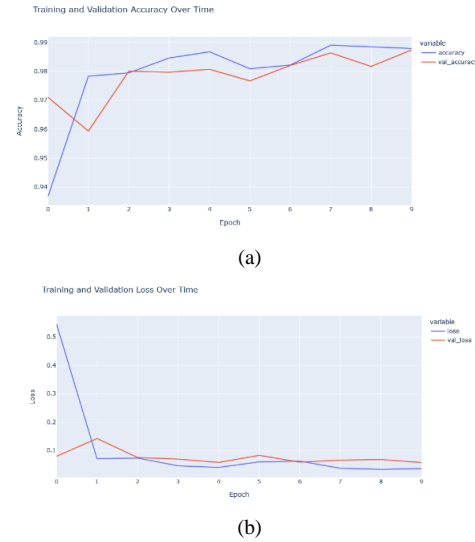 Training and Validation Accuracy Over Time
variable
accuracy
val_accuracy
0.99
0.98
0.97
0.96
0.95
0.94
Accuracy
0 1 2 3 4 5 6 7 8 9
Epoch
(a)
Training and Validation Loss Over Time
variable
loss
val_loss
0.5
0.4
0.3
0.2
0.1
Loss
0 1 2 3 4 5 6 7 8 9
Epoch
(b)